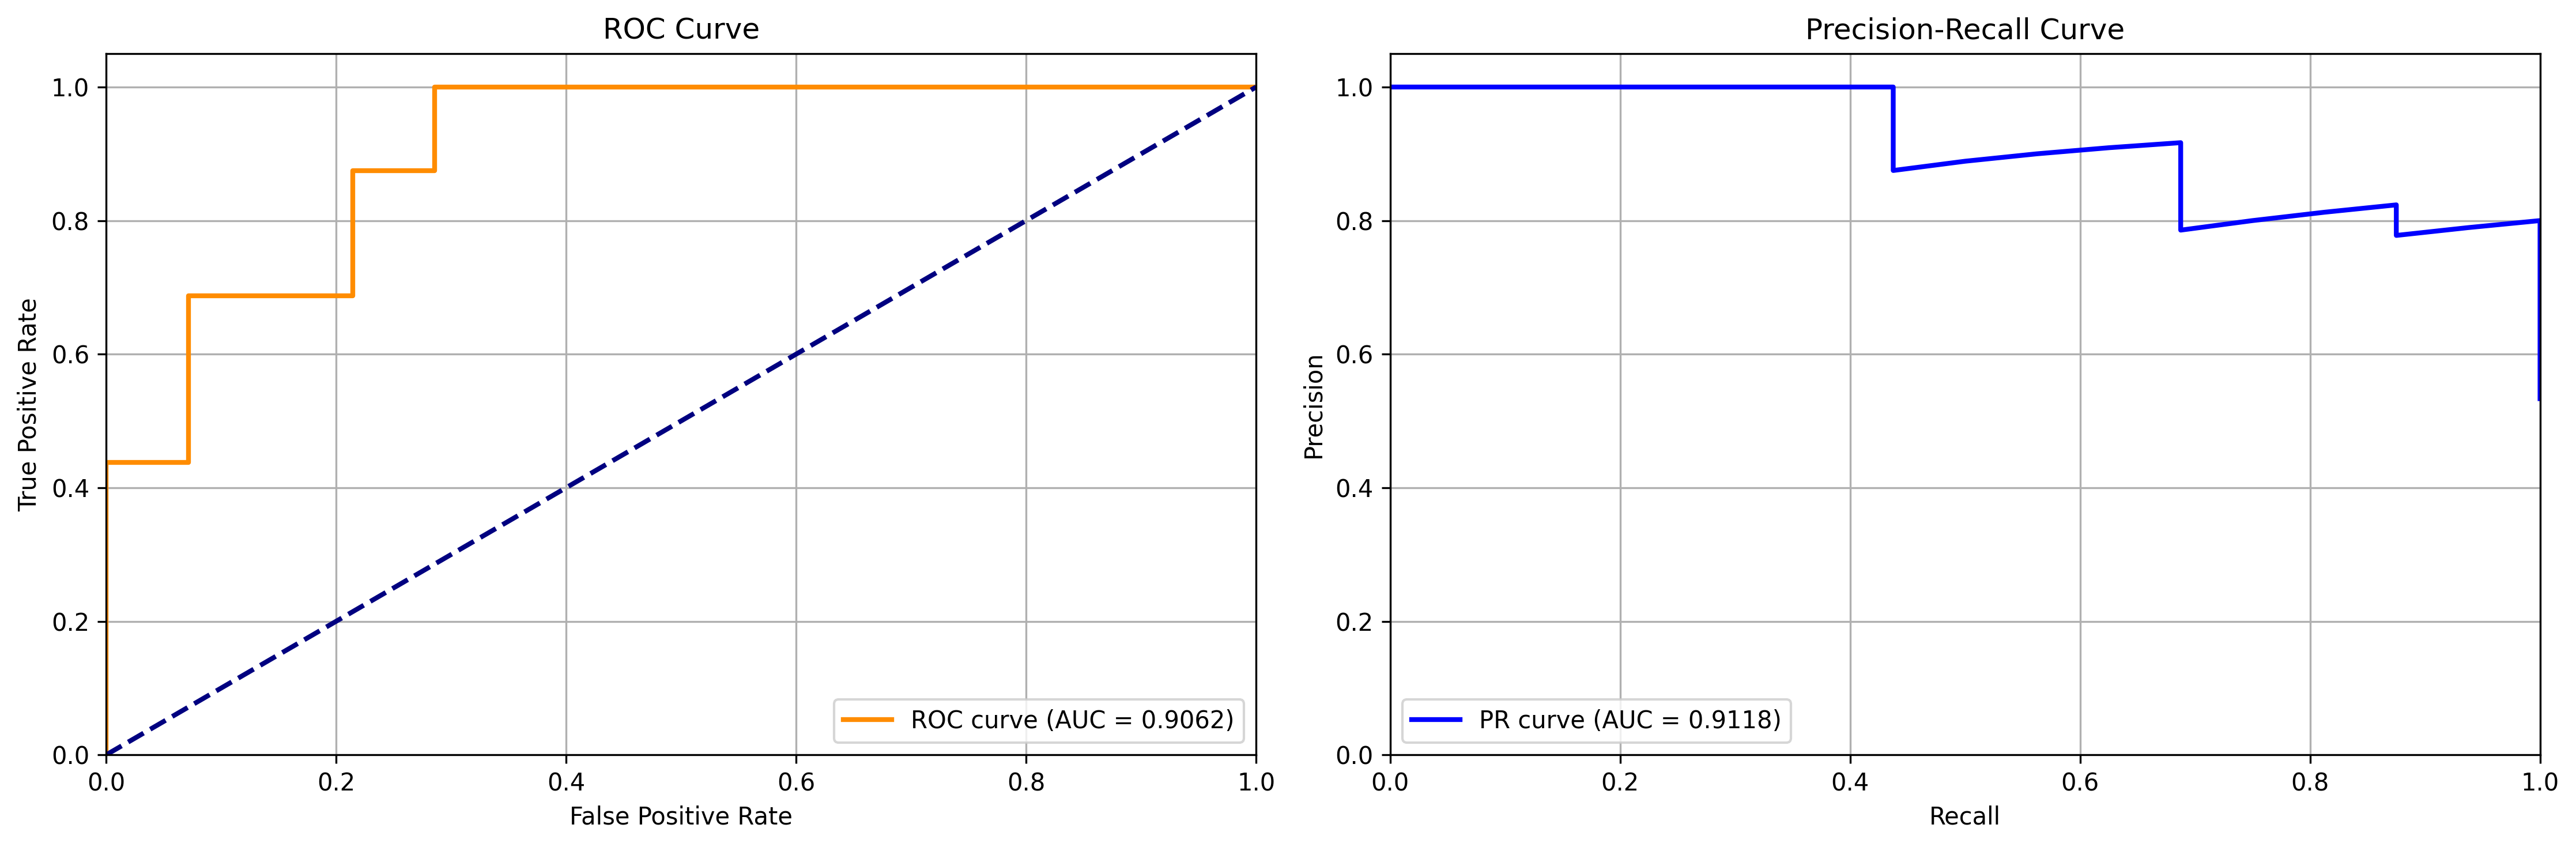 ROC Curve
True Positive Rate
1.0
0.8
0.6
0.4
0.2
0.0
0.0 0.2 0.4 0.6 0.8 1.0
False Positive Rate
ROC curve (AUC = 0.9062)
Precision-Recall Curve
Precision
1.0
0.8
0.6
0.4
0.2
0.0
0.0 0.2 0.4 0.6 0.8 1.0
Recall
PR curve (AUC = 0.9118)